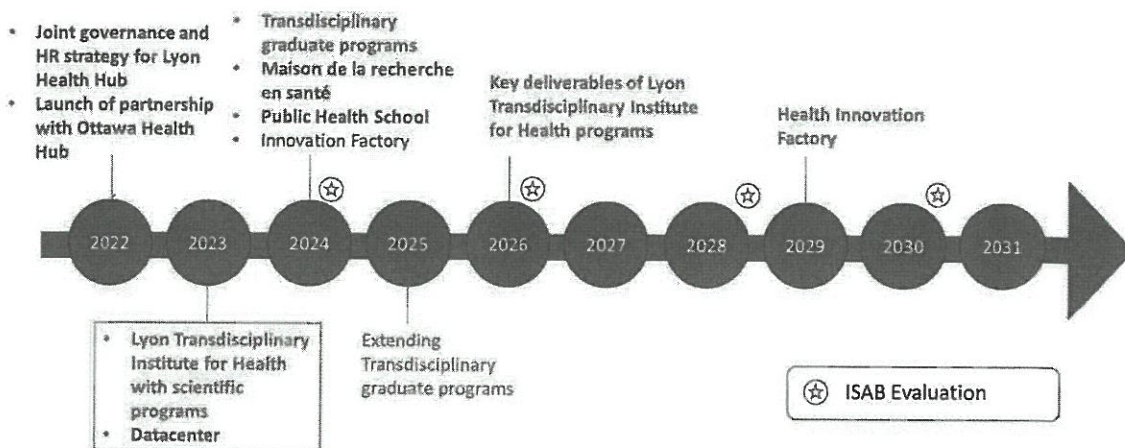 • Joint governance and
HR strategy for Lyon
Health Hub
• Launch of partnership
with Ottawa Health
Hub
• Transdisciplinary
graduate programs
• Maison de la recherche
en santé
• Public Health School
• Innovation Factory
Key deliverables of Lyon
Transdisciplinary Institute
for Health programs
Health Innovation
Factory
2022
2023
2024
2025
2026
2027
2028
2029
2030
2031
• Lyon Transdisciplinary
Institute for Health
with scientific
programs
• Datacenter
Extending
Transdisciplinary
graduate programs
ISAB Evaluation